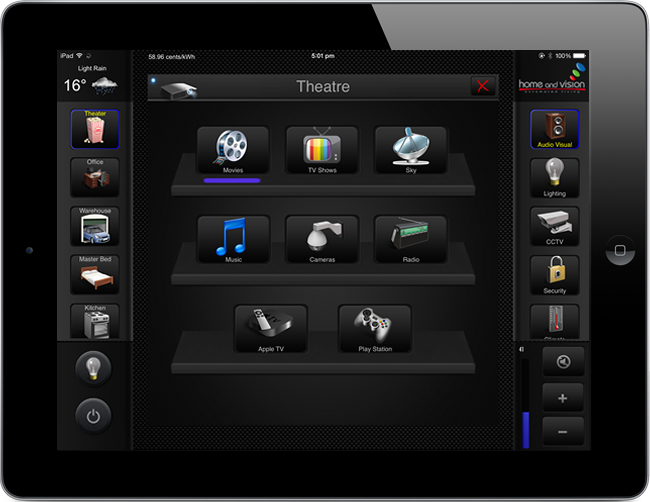 iPad
58.96 cents/kWh
5:01 pm
100%
Light Rain
16°
Theatre
home and vision
automated living
Theater
Office
Warehouse
Master Bed
Kitchen
Movies
TV Shows
Sky
Music
Cameras
Radio
Apple TV
Play Station
Audio Visual
Lighting
CCTV
Security
Climate